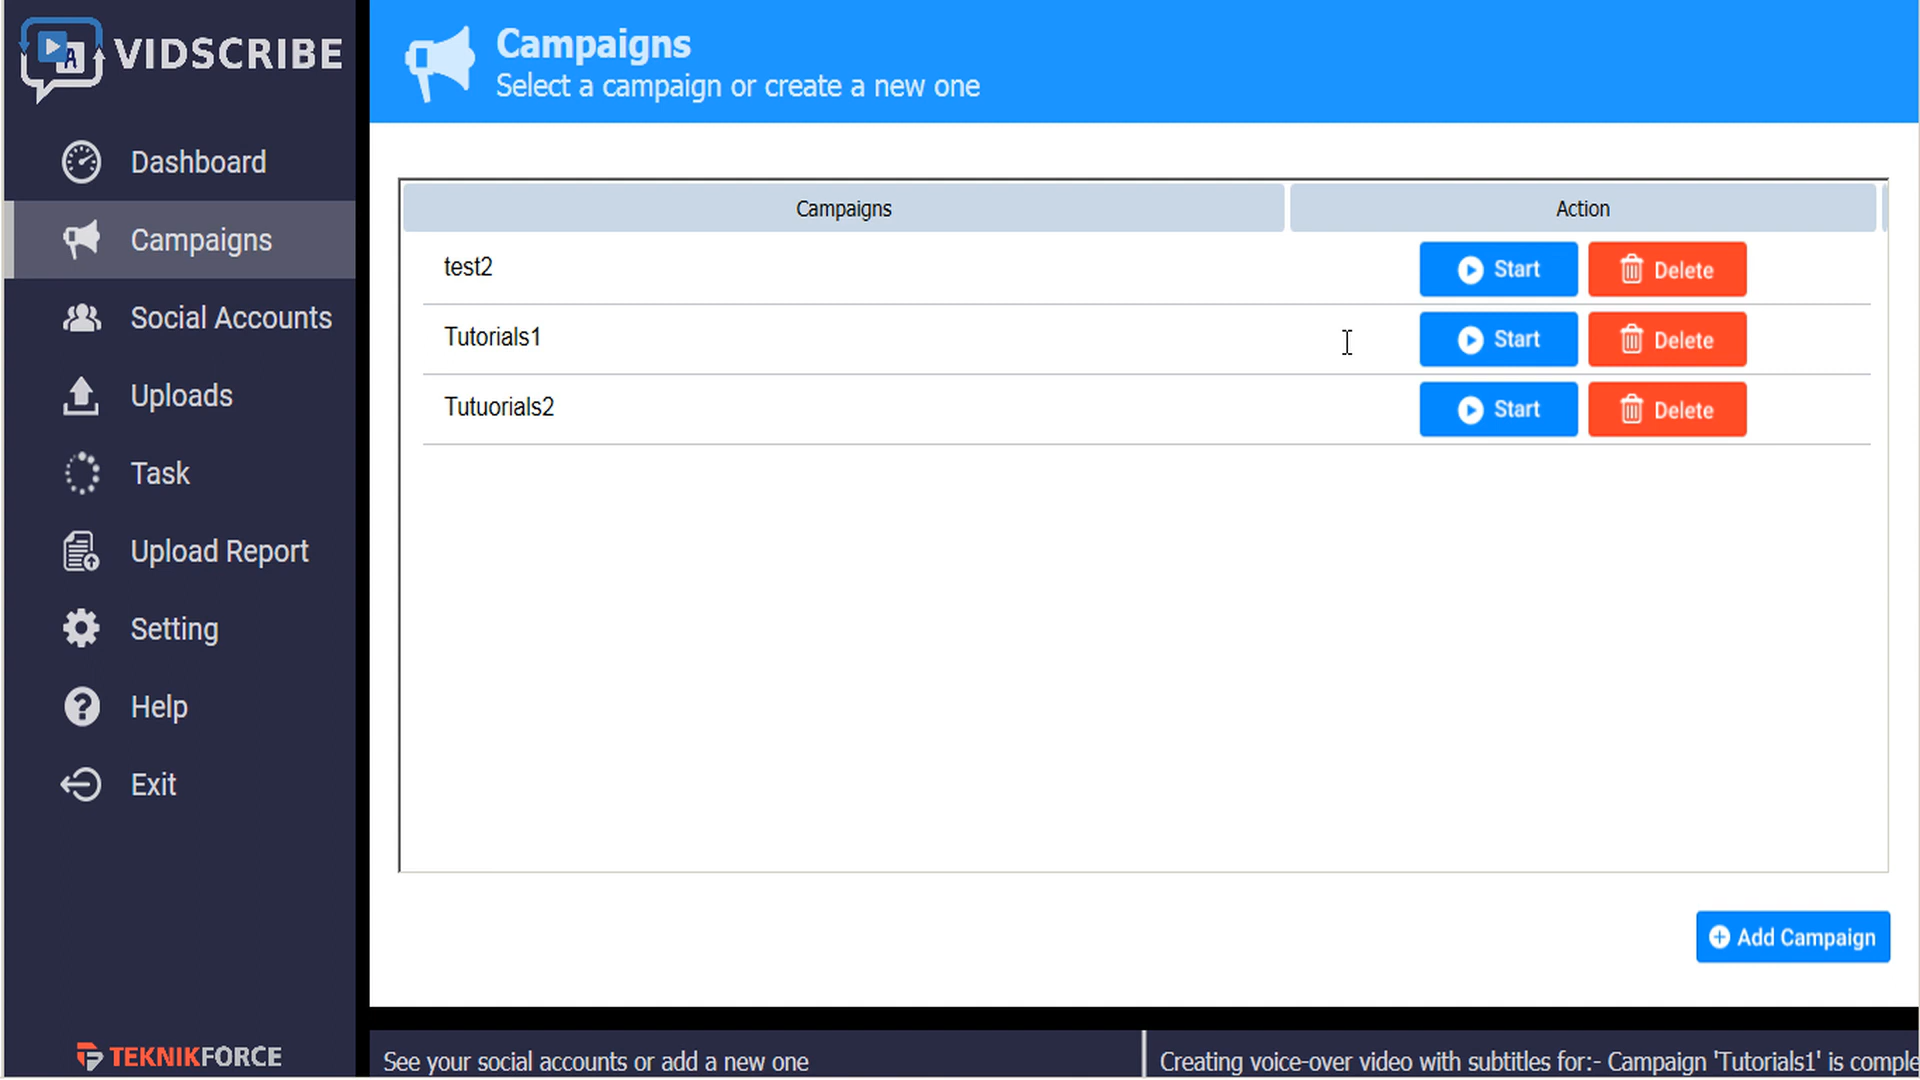 VIDSCRIBE
Dashboard
Campaigns
Social Accounts
Uploads
Task
Upload Report
Setting
Help
Exit
TEKNIKFORCE
Campaigns
Select a campaign or create a new one
Campaigns Action
test2 Start Delete
Tutorials1 Start Delete
Tutuorials2 Start Delete
Add Campaign
See your social accounts or add a new one
Creating voice-over video with subtitles for:- Campaign 'Tutorials1' is comple